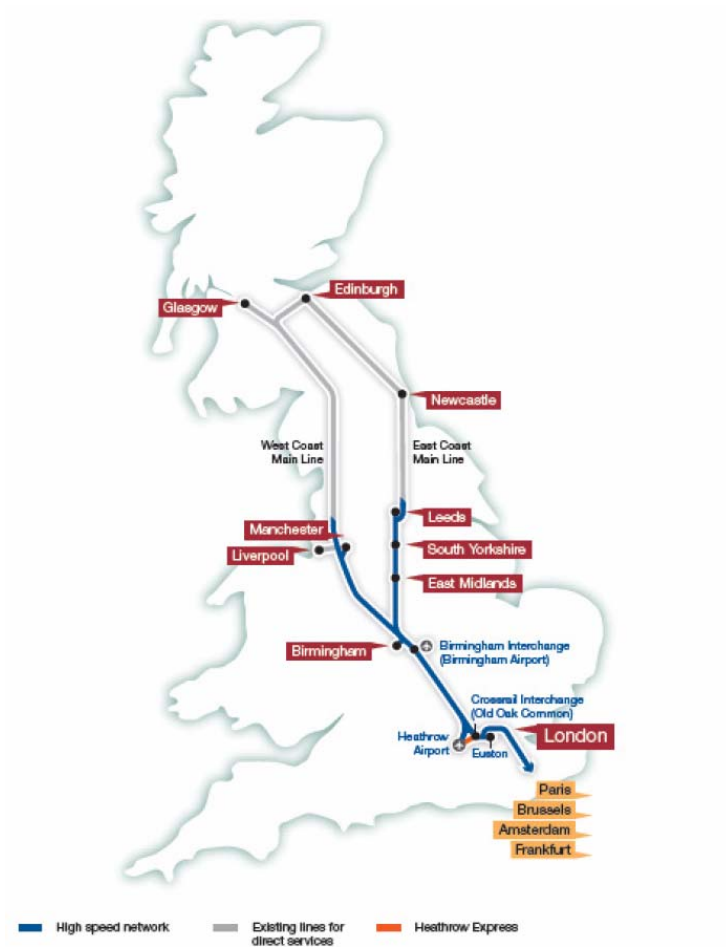 Edinburgh
Glasgow
Newcastle
West Coast
Main Line
East Coast
Main Line
Leeds
Manchester
South Yorkshire
Liverpool
East Midlands
Birmingham
Birmingham Interchange
(Birmingham Airport)
Crossrail Interchange
(Old Oak Common)
London
Heathrow
Airport
Euston
Paris
Brussels
Amsterdam
Frankfurt
High speed network
Existing lines for
direct services
Heathrow Express